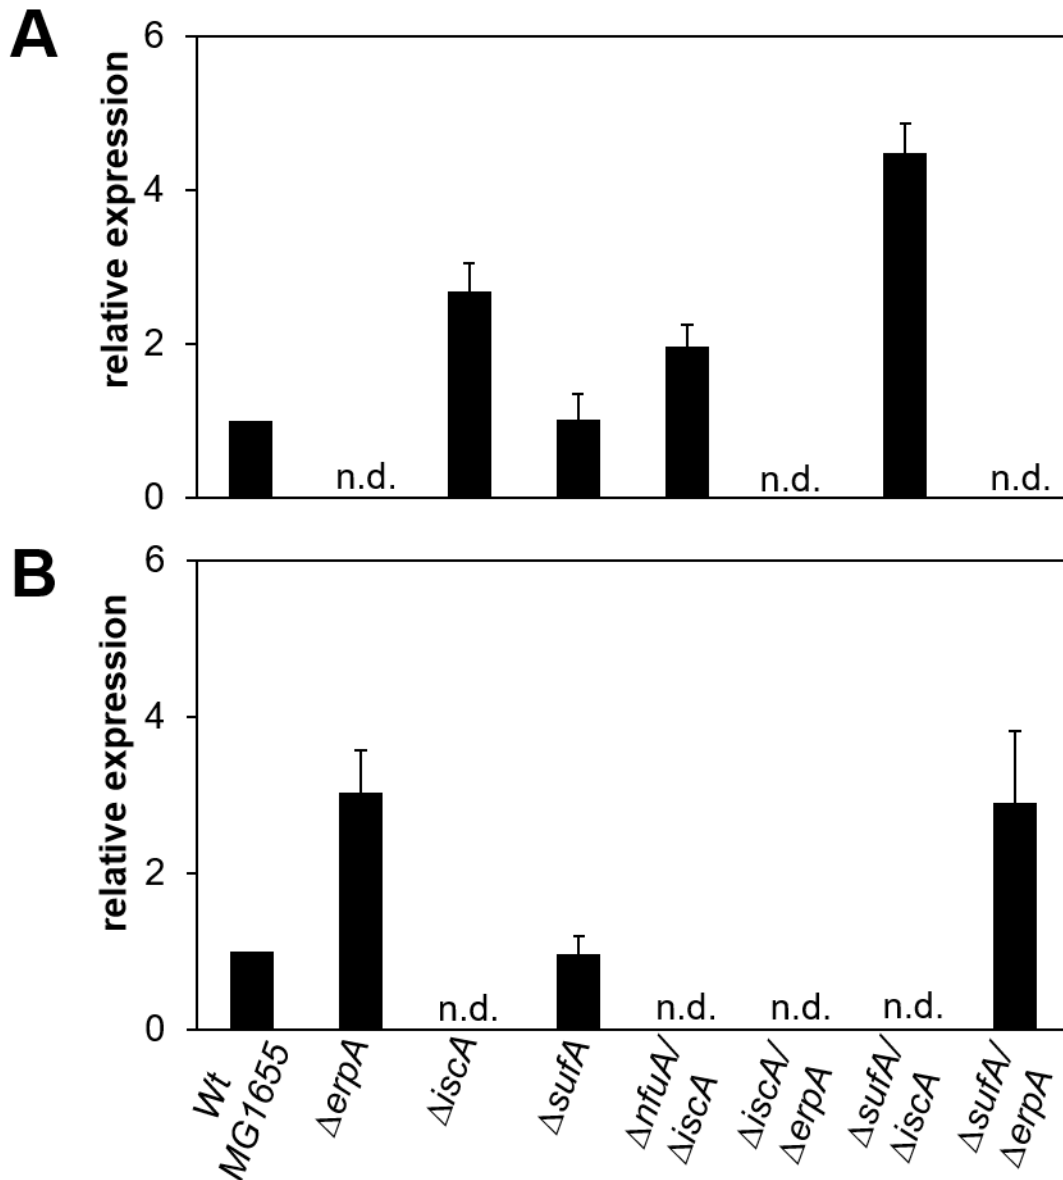 A
relative expression
6
4
2
0
n.d.
n.d.
n.d.
B
relative expression
6
4
2
0
n.d.
n.d.
n.d.
n.d.
Wt
MG1655
ΔerpA
ΔiscA
ΔsufA
ΔnfuA/
ΔiscA
ΔiscA/
ΔerpA
ΔsufA/
ΔiscA
ΔsufA/
ΔerpA